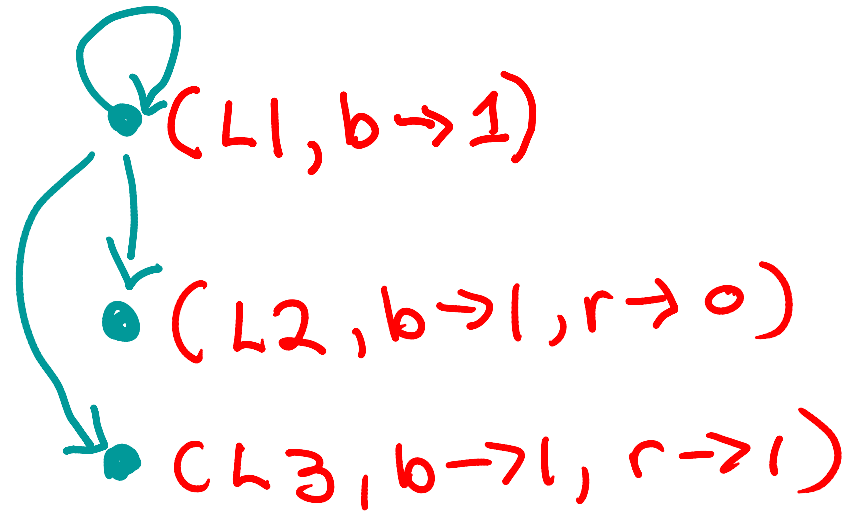 (L1, b→1)
(L2, b→1, r→0)
(L3, b→1, r→1)